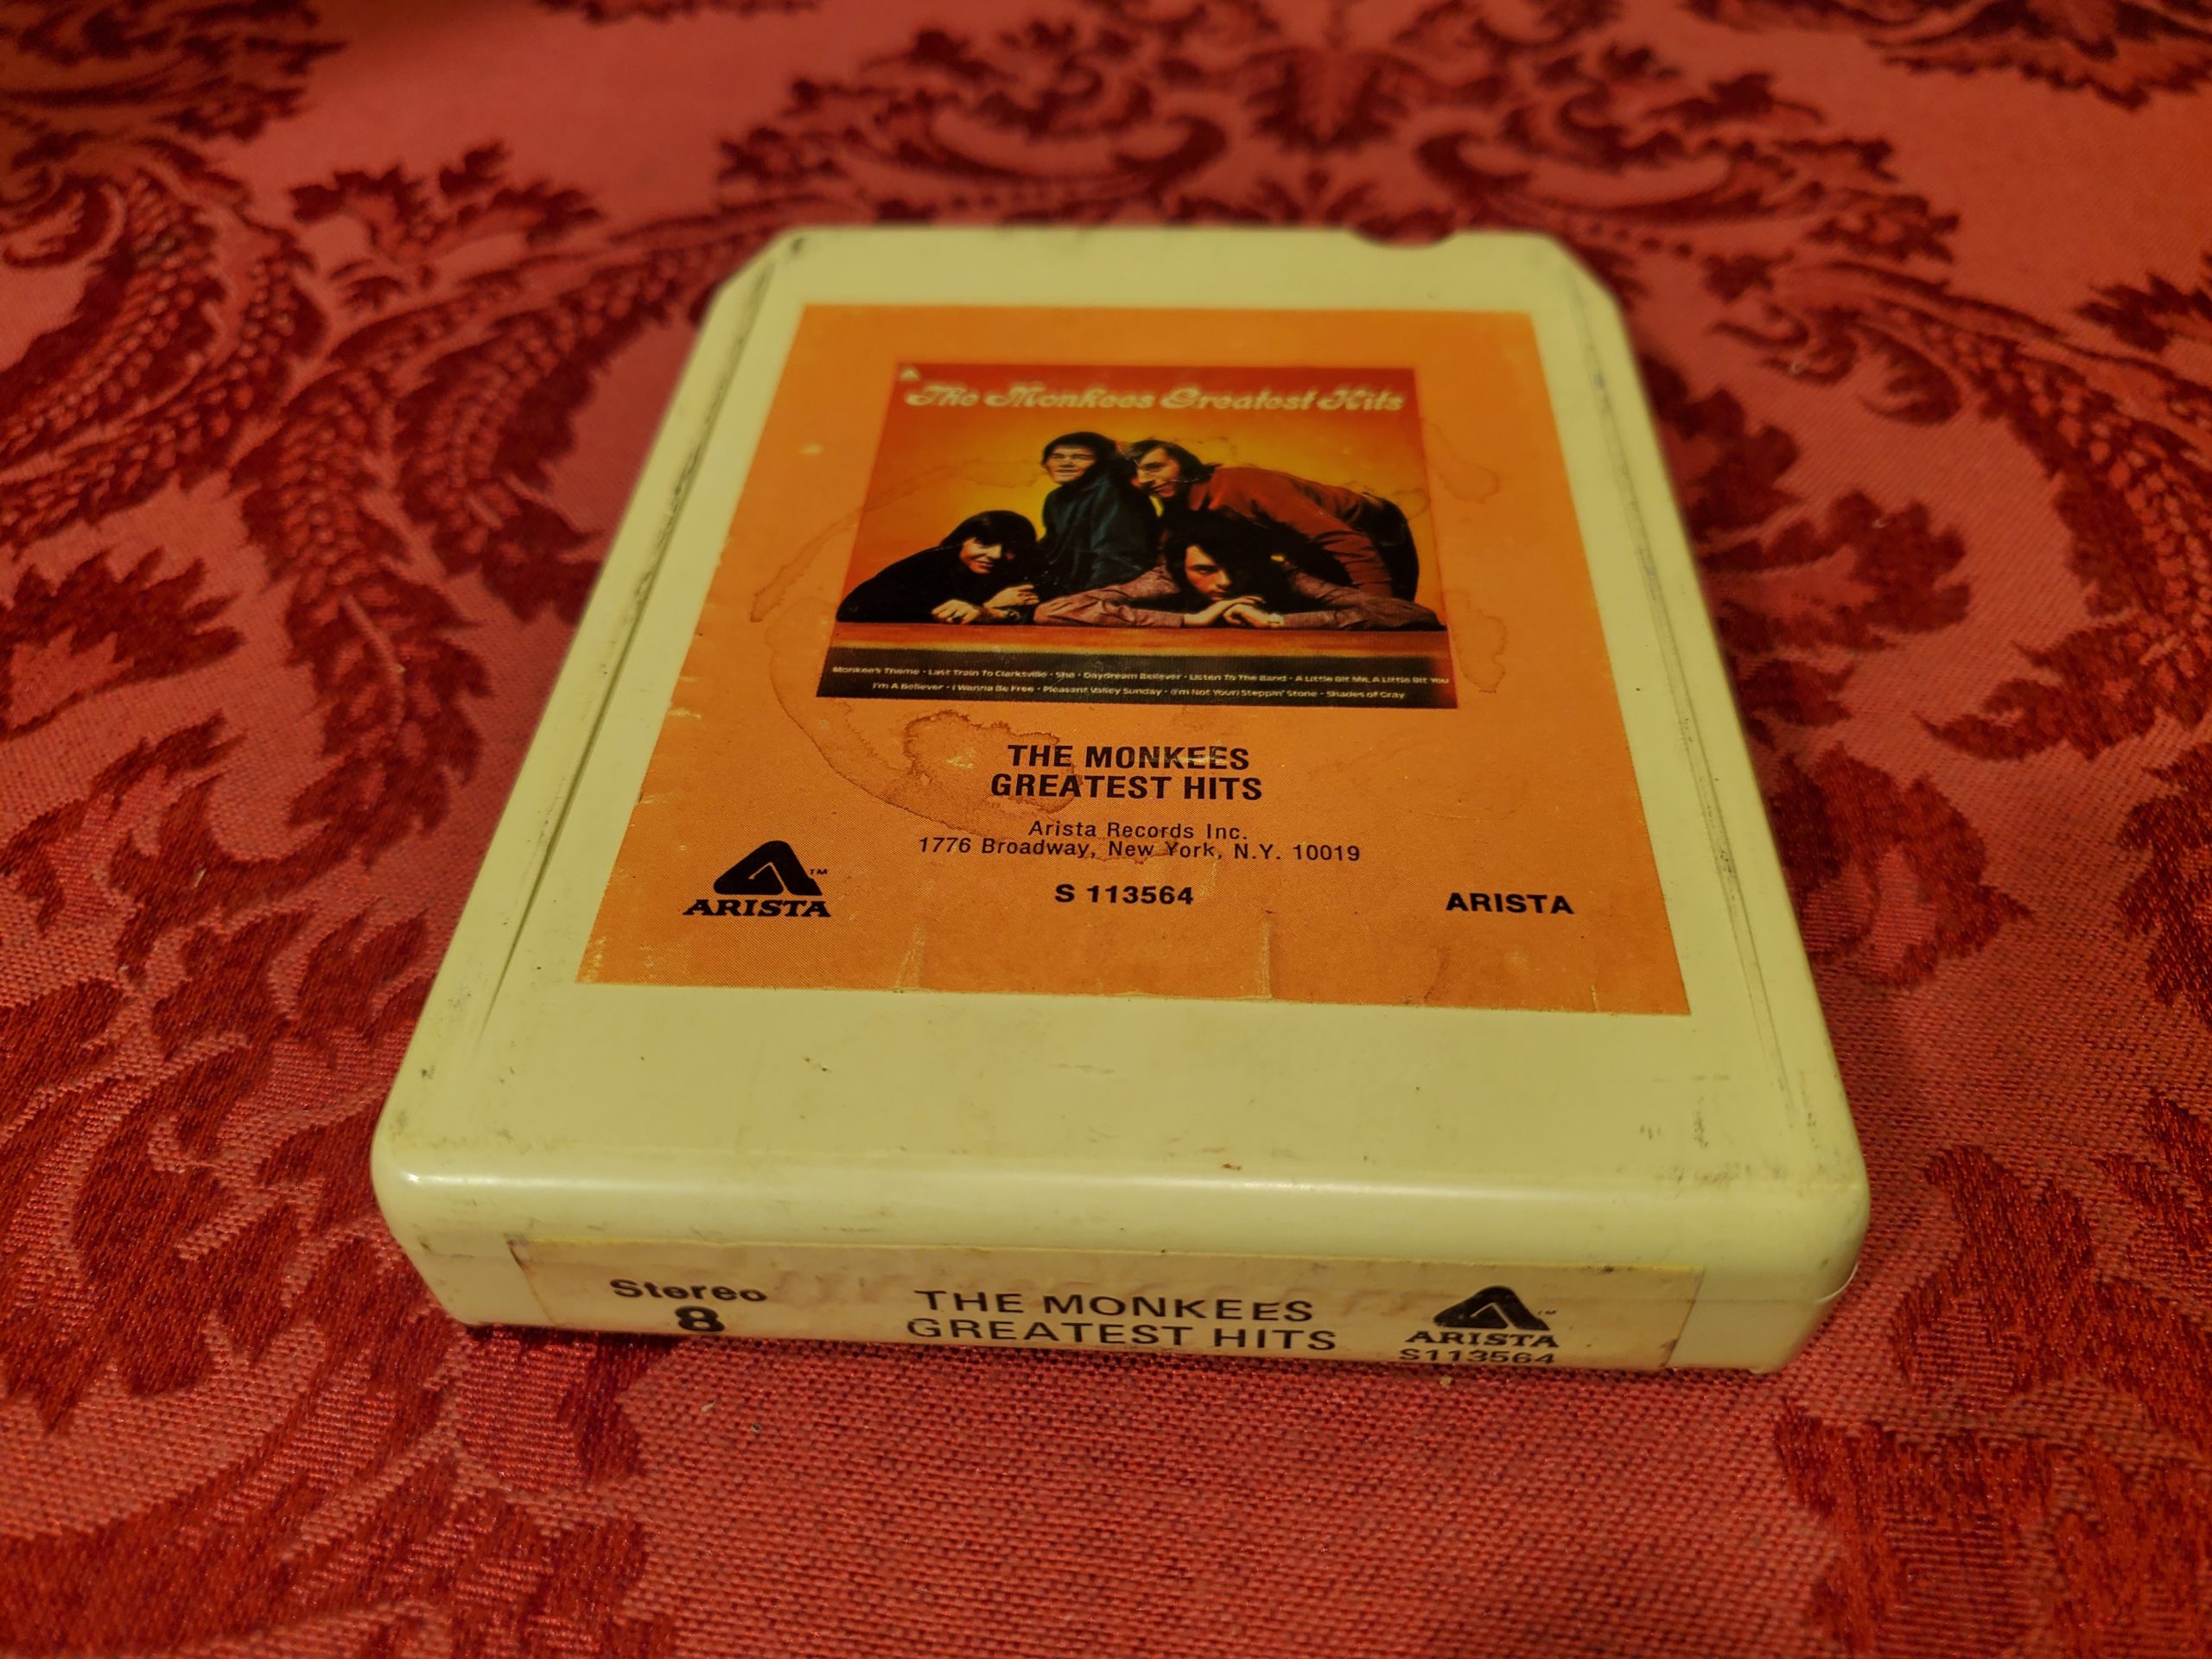 The Monkees Greatest Hits
Monkee's Theme • Last Train To Clarksville • She • Daydream Believer • Listen To The Band • A Little Bit Me, A Little Bit You
I'm A Believer • I Wanna Be Free • Pleasant Valley Sunday • (I'm Not Your) Steppin' Stone • Shades of Gray
THE MONKEES
GREATEST HITS
Arista Records Inc.
1776 Broadway, New York, N.Y. 10019
TM
ARISTA
S 113564
ARISTA
Stereo
8
THE MONKEES
GREATEST HITS
TM
ARISTA
S113564